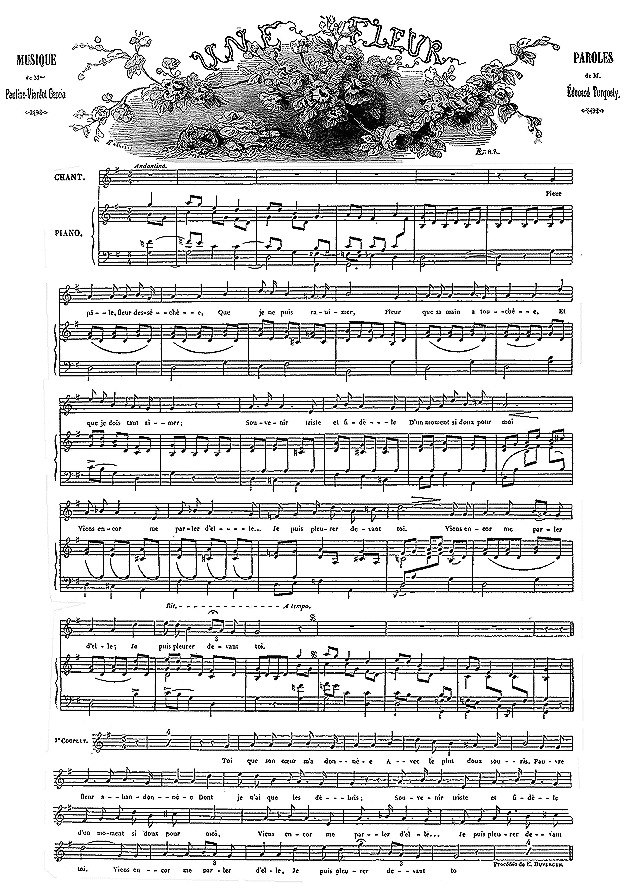 UNE FLEUR
MUSIQUE
de Mme
Pauline-Viardot Garcia
PAROLES
de M.
Edouard Turquety.
Andantino.
CHANT.
PIANO.
Flere
pâ--le, fleur des-sé--ché--e, Que je ne puis ra-ni-mer, Fleur que sa main a tou-ché--e, Et
que je dois tant ai--mer; Sou-ve-nir triste et fi-dè---le D'un moment si doux pour moi
Viens en-cor me par-ler d'el----le... Je puis pleu-rer de-vant toi. Viens en-cor me par-ler
Rit, A tempo,
d'el-le; Je puis pleurer de-vant toi.
2e COUPLET.
Toi que son cœur m'a don--né-e A--vec le plus doux sou-ris, Pau-vre
fleur a-ban-don--né-e Dont je n'ai que les dé-bris; Sou-ve-nir triste et fi-dè-le
d'un mo-ment si doux pour moi, Viens en-cor me par--ler d'el-le... Je puis pleu-rer de-vant
toi. Viens en-cor me par-ler d'el-le, Je puis pleu-rer de-vant to
Procédés de E. DUVERGER.